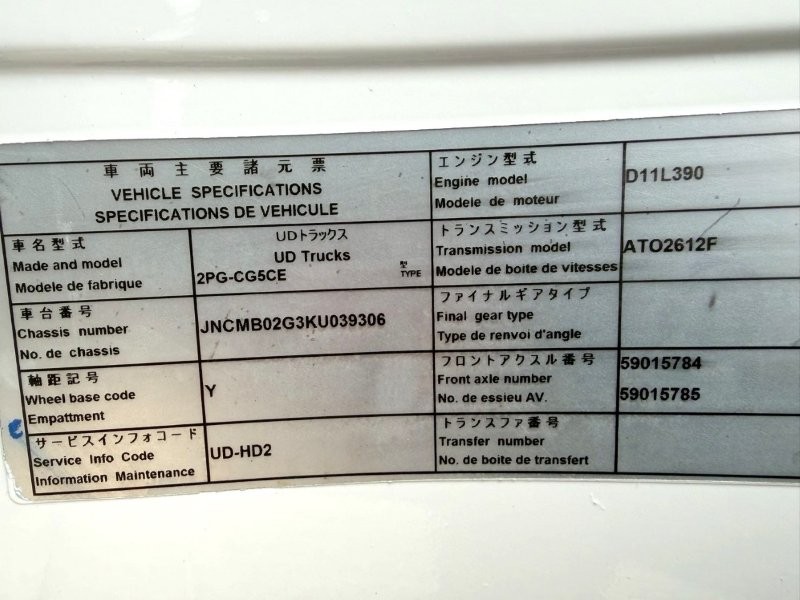 車両主要諸元票
VEHICLE SPECIFICATIONS
SPECIFICATIONS DE VEHICULE
車名型式
Made and model
Modele de fabrique
UDトラックス
UD Trucks
2PG-CG5CE
型
TYPE
車台番号
Chassis number
No. de chassis
JNCMB02G3KU039306
軸距記号
Wheel base code
Empattment
Y
サービスインフォコード
Service Info Code
Information Maintenance
UD-HD2
エンジン型式
Engine model
Modele de moteur
D11L390
トランスミッション型式
Transmission model
Modele de boite de vitesses
ATO2612F
ファイナルギアタイプ
Final gear type
Type de renvoi d'angle
フロントアクスル番号
Front axle number
No. de essieu AV.
59015784
59015785
トランスファ番号
Transfer number
No. de boite de transfert